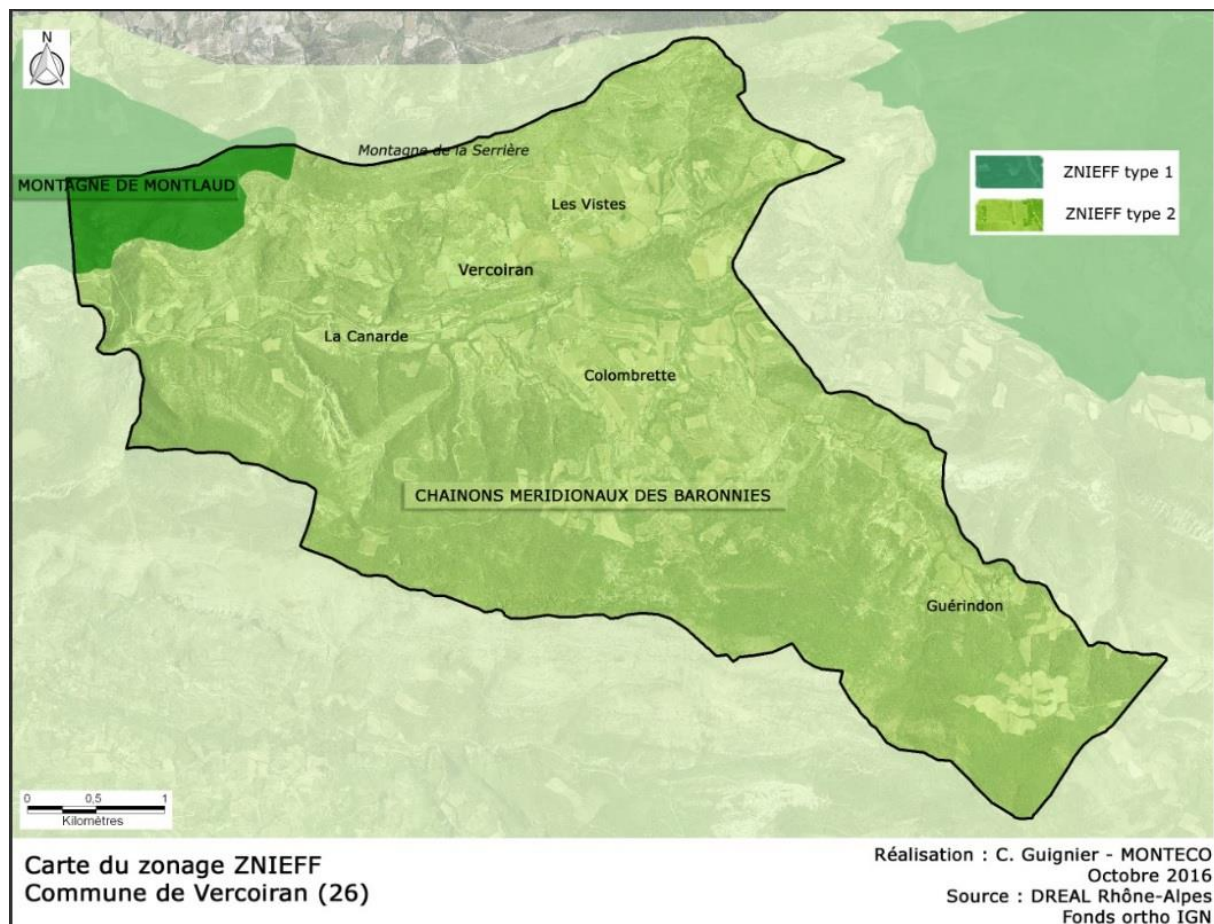 N
Montagne de la Serrière
MONTAGNE DE MONTLAUD
ZNIEFF type 1
ZNIEFF type 2
Les Vistes
Vercoiran
La Canarde
Colombrette
CHAINONS MERIDIONAUX DES BARONNIES
Guérindon
0 0,5 1
Kilomètres
Carte du zonage ZNIEFF
Commune de Vercoiran (26)
Réalisation : C. Guignier - MONTECO
Octobre 2016
Source : DREAL Rhône-Alpes
Fonds ortho IGN